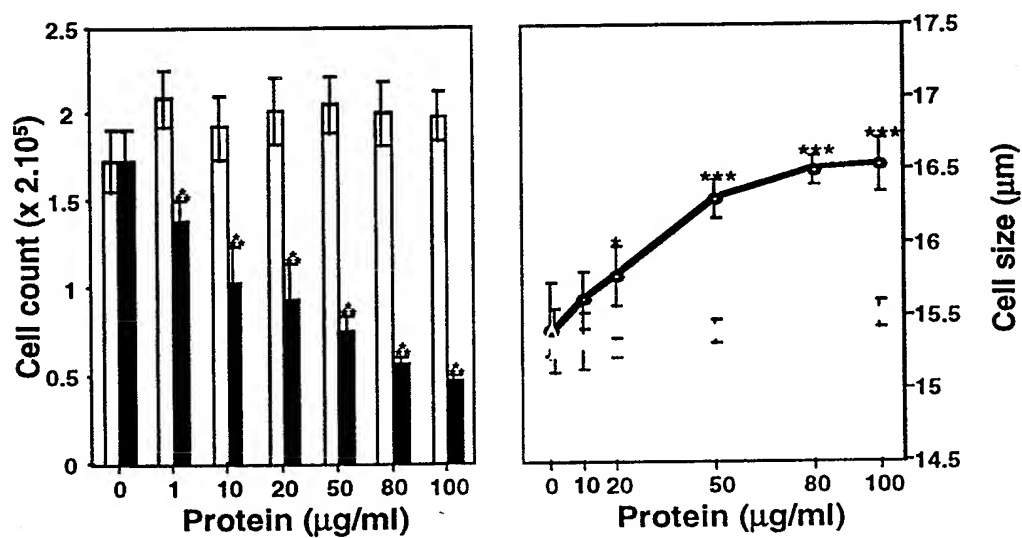 2.5
2
1.5
1
0.5
0
Cell count (x 2.10⁵)
0 1 10 20 50 80 100
Protein (µg/ml)
*
***
***
***
17.5
17
16.5
16
15.5
15
14.5
Cell size (µm)
0 10 20 50 80 100
Protein (µg/ml)